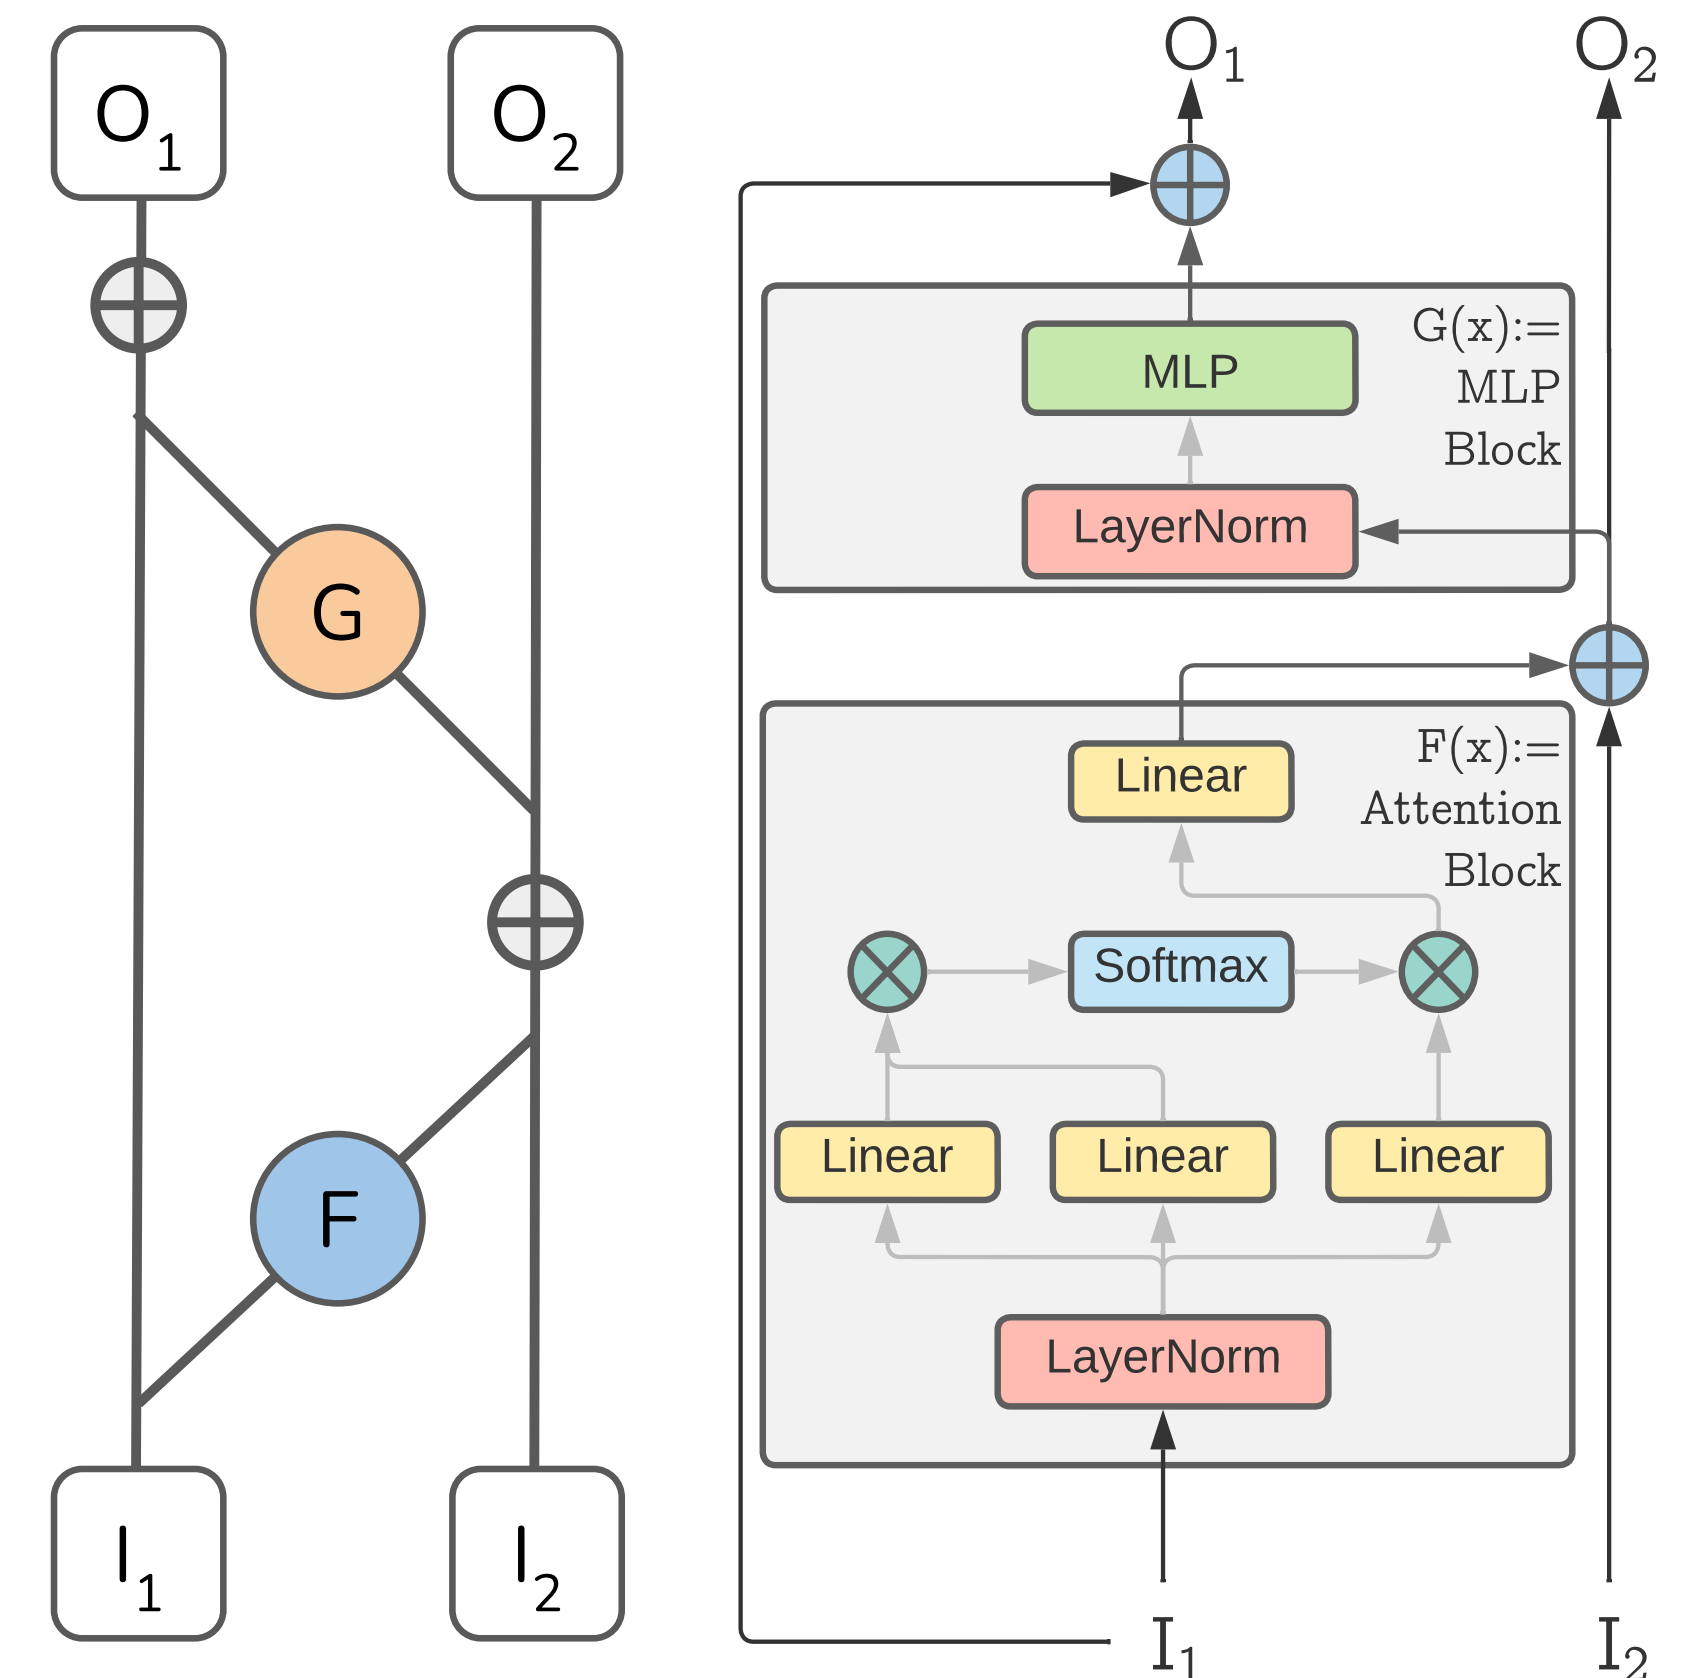 O1
O2
G
F
I1
I2
O1
O2
G(x):=
MLP
Block
MLP
LayerNorm
F(x):=
Attention
Block
Linear
Softmax
Linear
Linear
Linear
LayerNorm
I1
I2